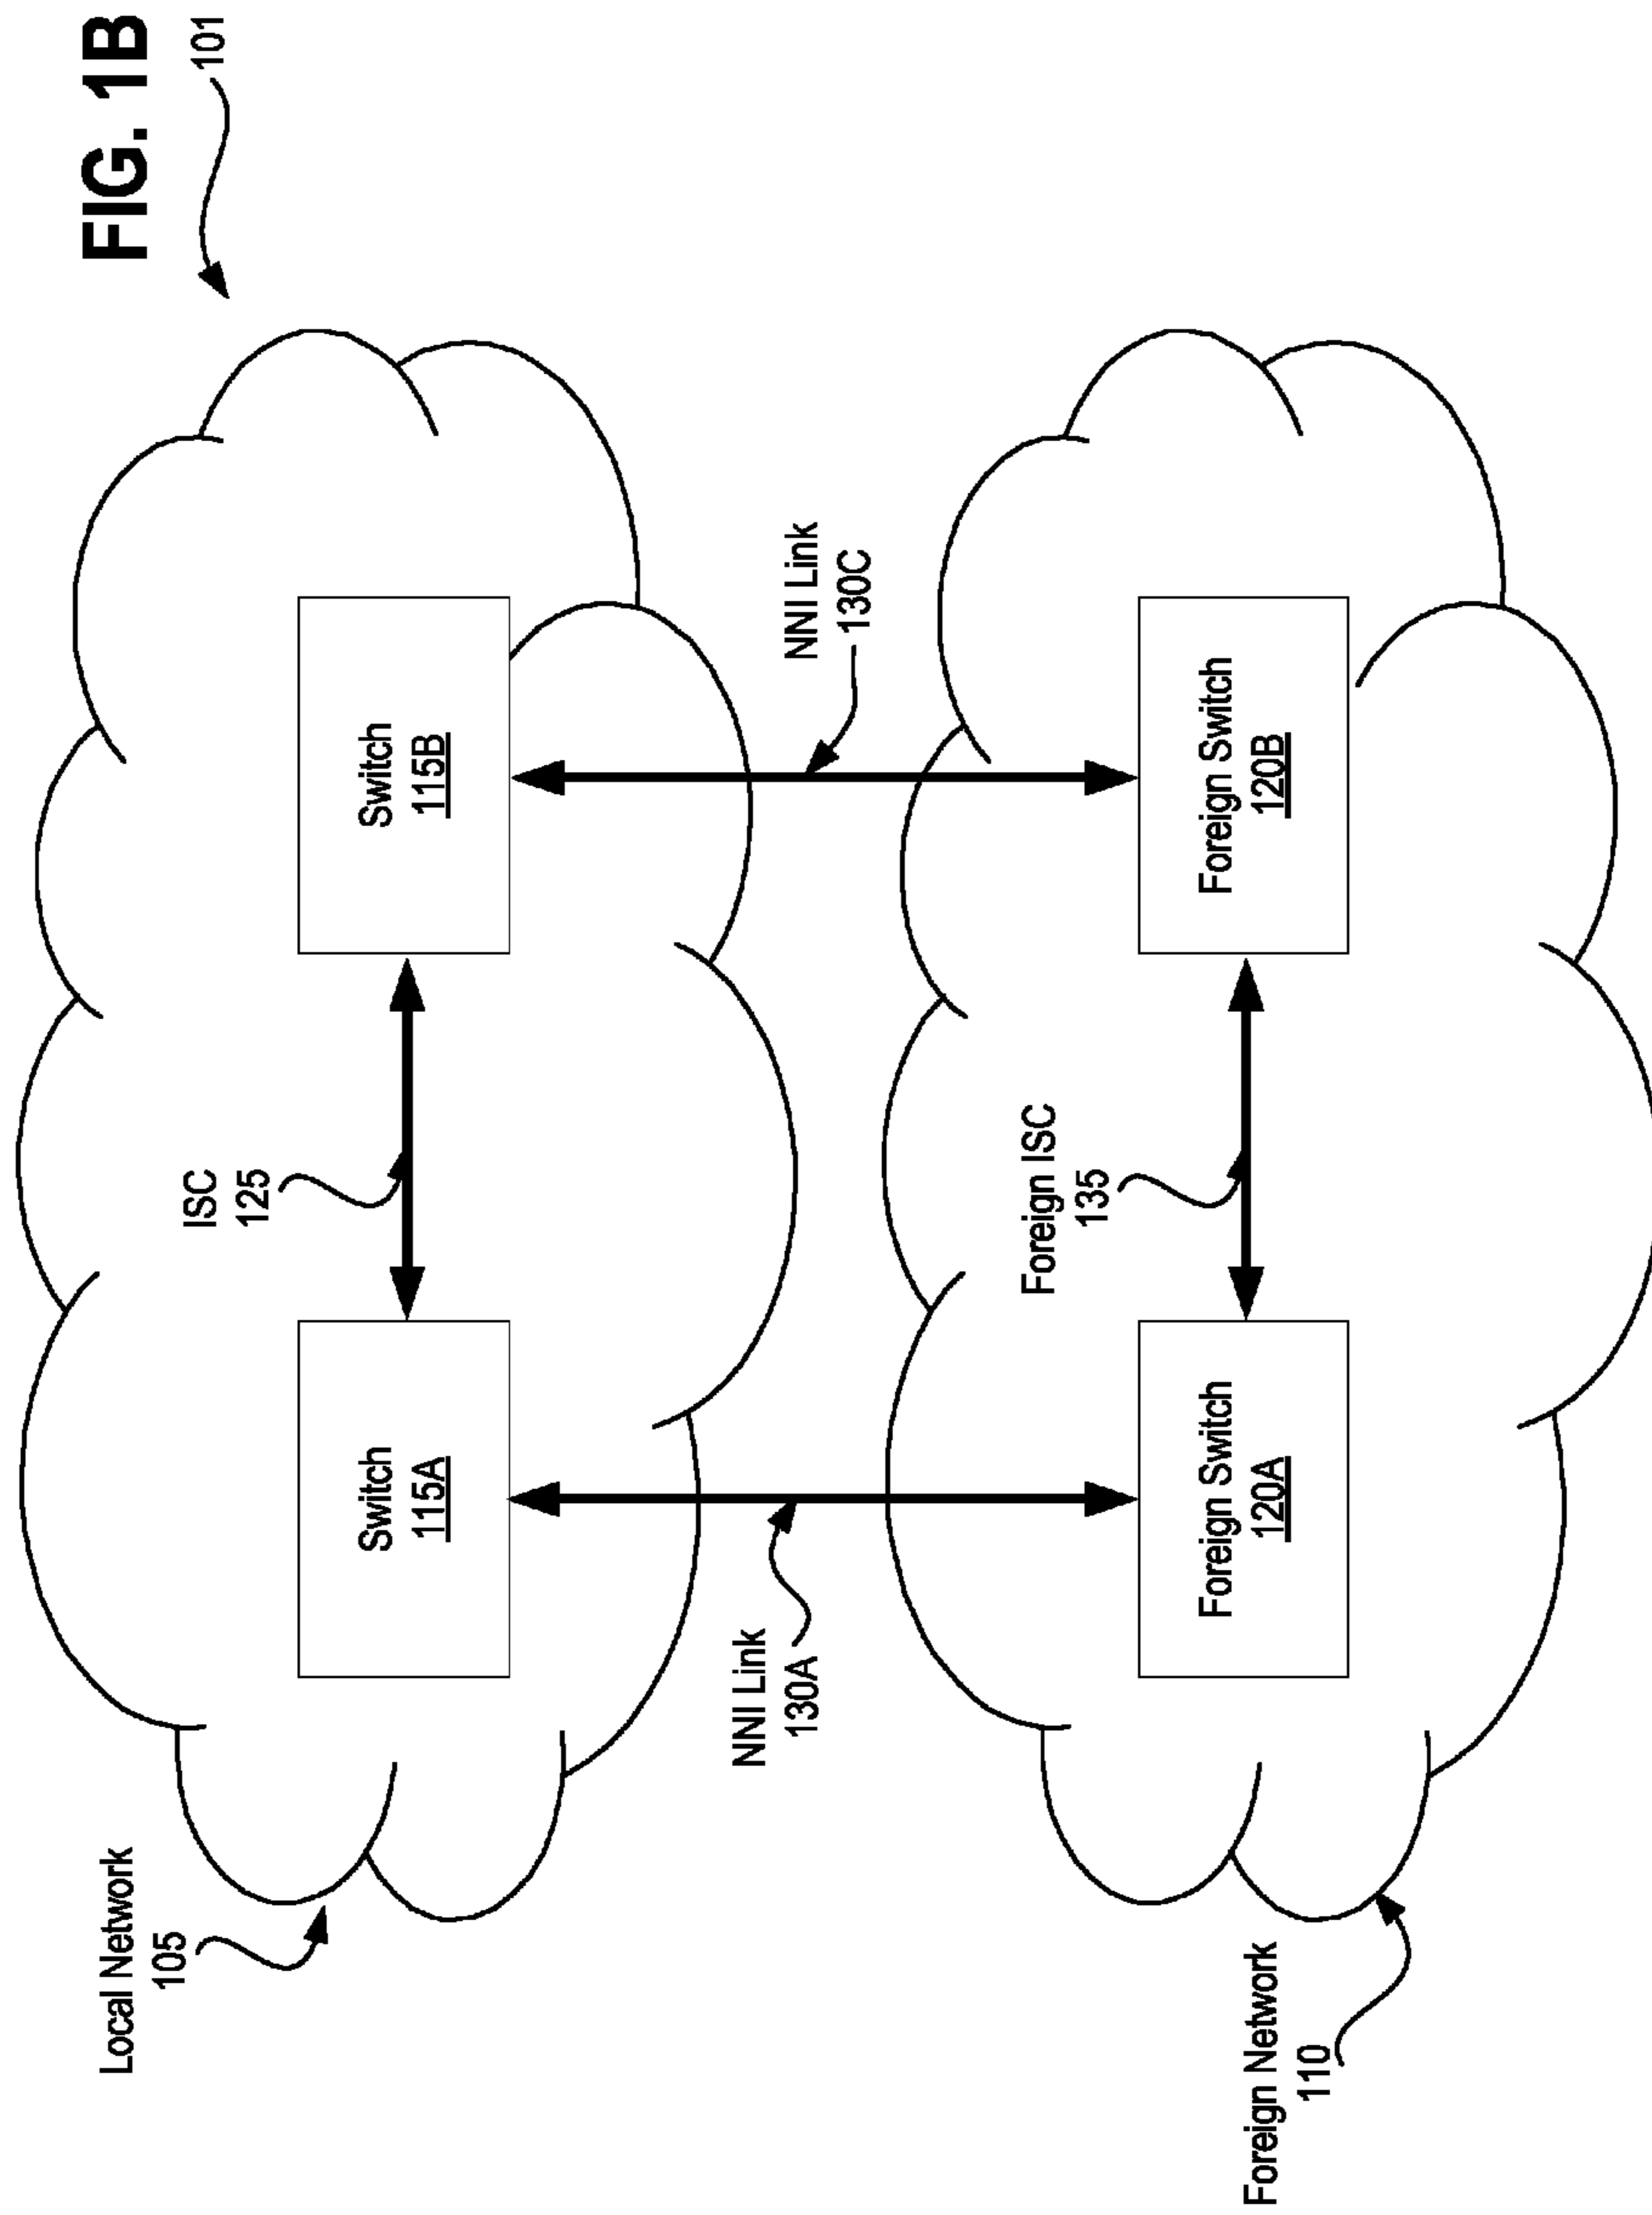 FIG. 1B
101
Local Network
105
ISC
125
Switch
115A
Switch
115B
NNI Link
130A
NNI Link
130C
Foreign ISC
135
Foreign Switch
120A
Foreign Switch
120B
Foreign Network
110